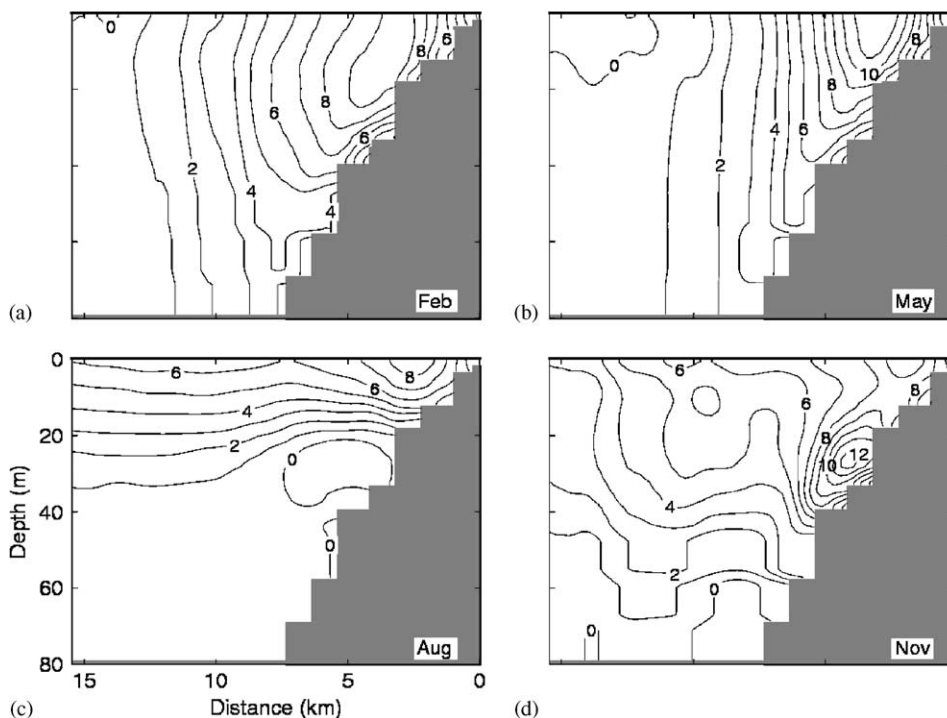 0 2 4 6 8 8 6 6 4
(a) Feb
0 2 4 6 8 10 8
(b) May
0
20
40
60
80
Depth (m)
6 4 2 0 0 6 8
(c) Aug
15 10 5 0
Distance (km)
6 6 8 8 10 12 4 2 0 0
(d) Nov